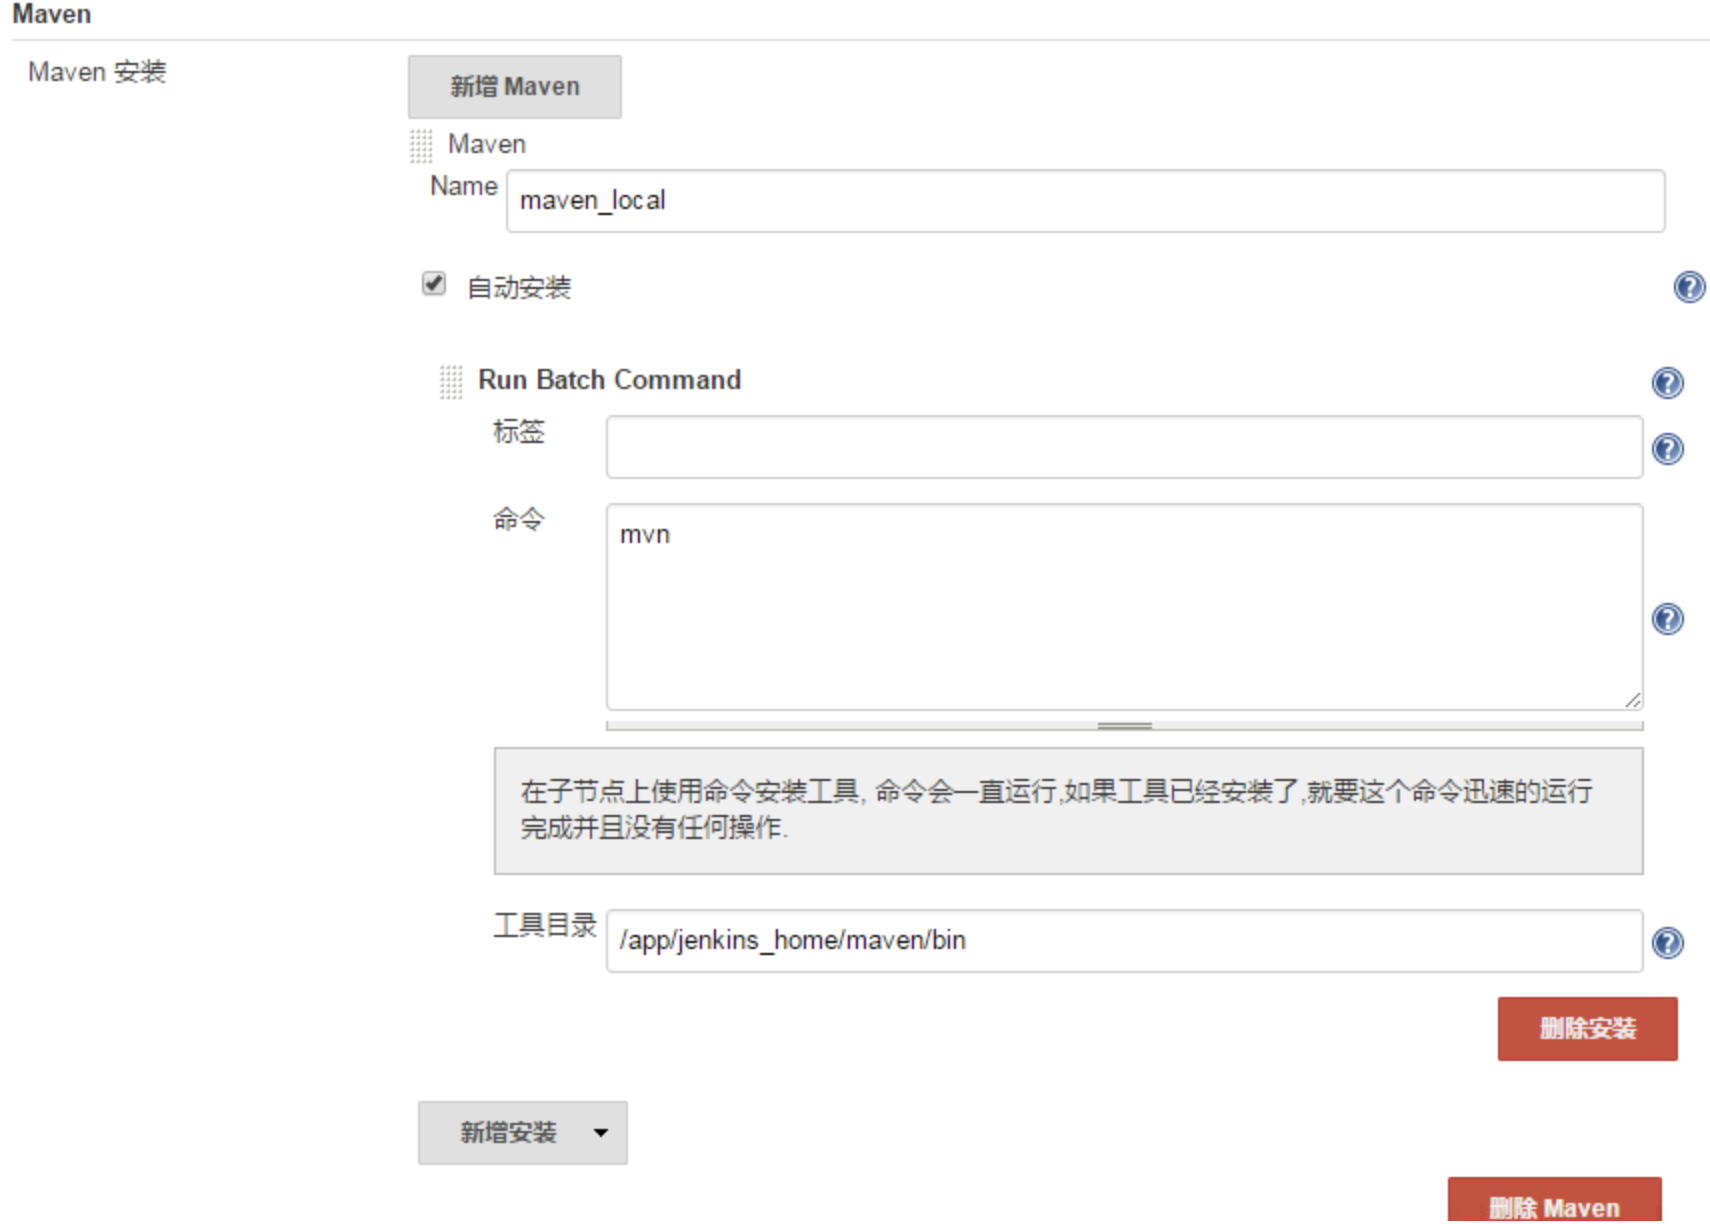 Maven
Maven 安装
新增 Maven
Maven
Name
maven_local
自动安装
Run Batch Command
标签
命令
mvn
在子节点上使用命令安装工具, 命令会一直运行,如果工具已经安装了,就要这个命令迅速的运行
完成并且没有任何操作.
工具目录
/app/jenkins_home/maven/bin
删除安装
新增安装
删除 Maven